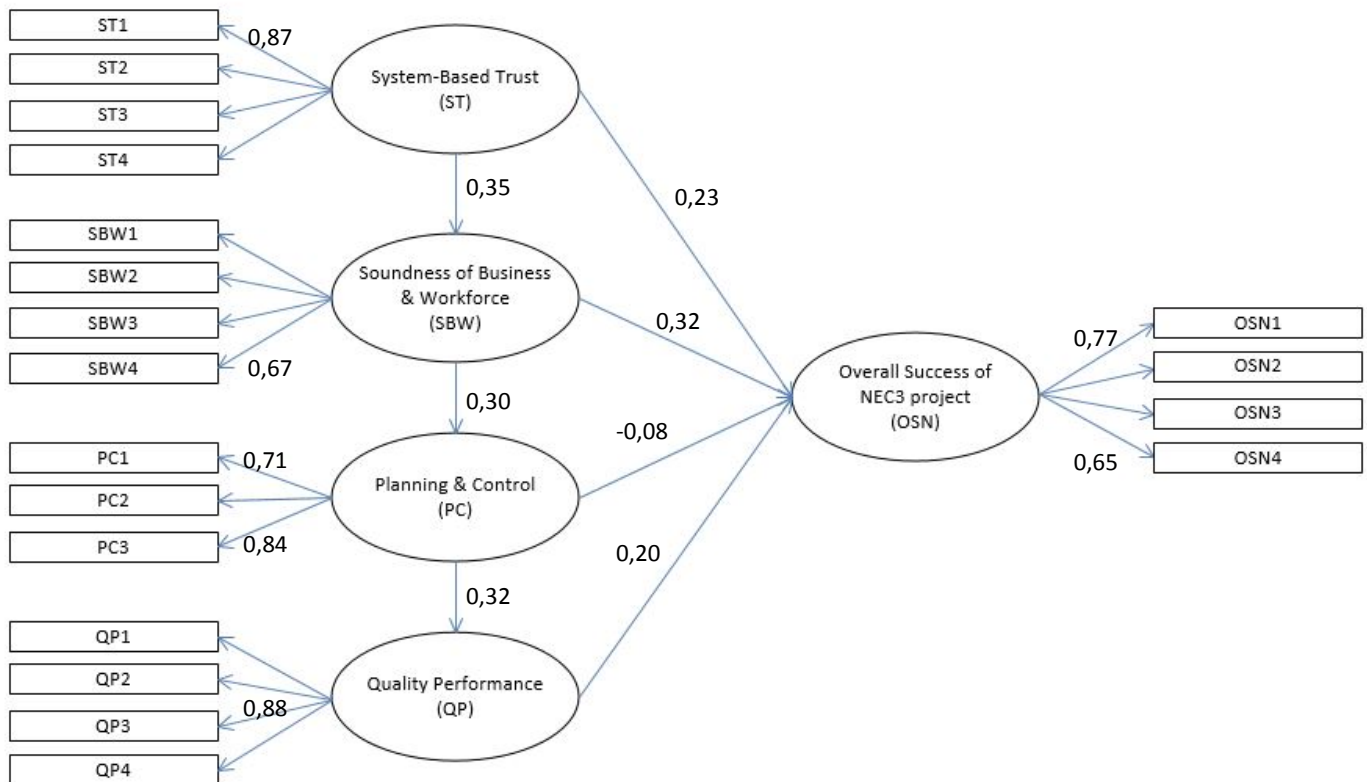 ST1
0,87
ST2
ST3
ST4
System-Based Trust
(ST)
0,35
0,23
SBW1
SBW2
SBW3
SBW4
0,67
Soundness of Business
& Workforce
(SBW)
0,32
0,30
PC1
0,71
PC2
PC3
0,84
Planning & Control
(PC)
-0,08
0,32
0,20
QP1
QP2
QP3
0,88
QP4
Quality Performance
(QP)
Overall Success of
NEC3 project
(OSN)
0,77
OSN1
OSN2
OSN3
OSN4
0,65